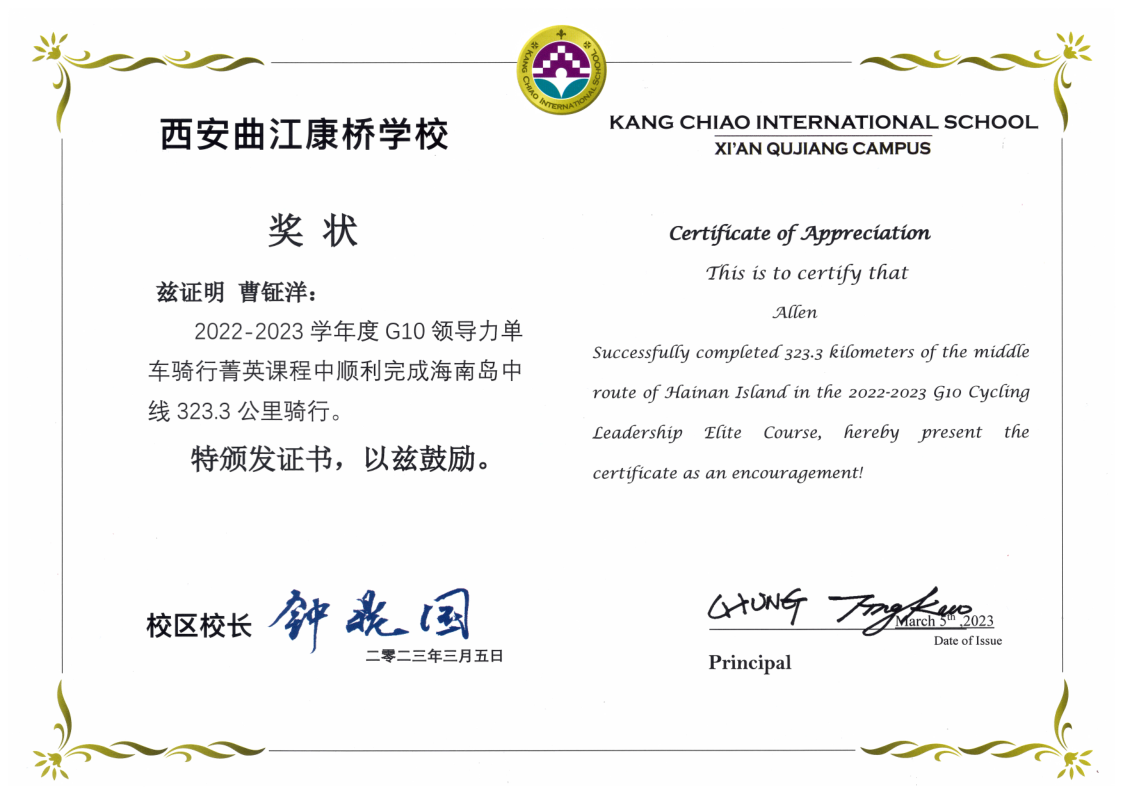 KANG CHIAO INTERNATIONAL SCHOOL
西安曲江康桥学校
奖 状
兹证明 曹钲洋：
2022-2023 学年度 G10 领导力单
车骑行菁英课程中顺利完成海南岛中
线 323.3 公里骑行。
特颁发证书，以兹鼓励。
校区校长 钟鼎国
二零二三年三月五日
KANG CHIAO INTERNATIONAL SCHOOL
XI'AN QUJIANG CAMPUS
Certificate of Appreciation
This is to certify that
Allen
Successfully completed 323.3 kilometers of the middle
route of Hainan Island in the 2022-2023 G10 Cycling
Leadership Elite Course, hereby present the
certificate as an encouragement!
CHUNG TingKuo
March 5th ,2023
Date of Issue
Principal